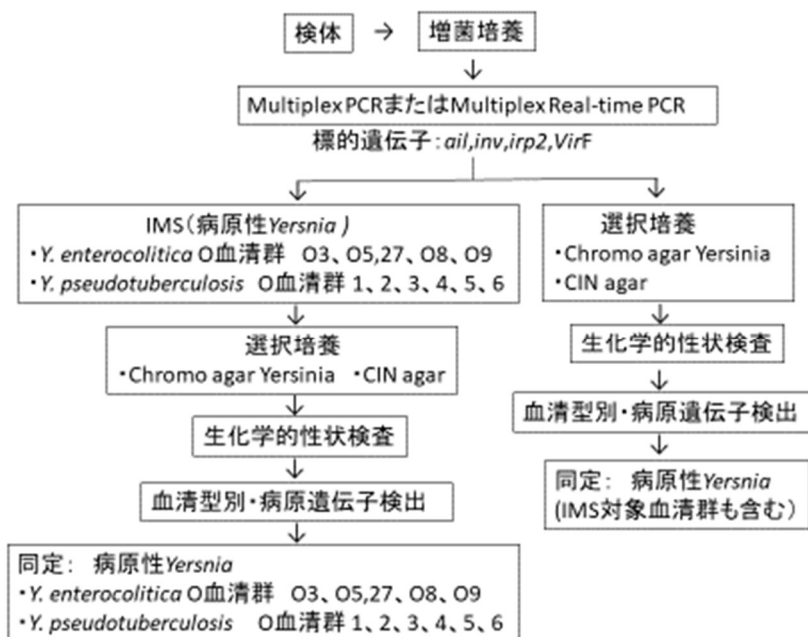 検体 → 増菌培養
Multiplex PCRまたはMultiplex Real-time PCR
標的遺伝子：ail,inv,irp2,VirF
IMS（病原性Yersnia )
・Y. enterocolitica O血清群 O3、O5,27、O8、O9
・Y. pseudotuberculosis O血清群 1、2、3、4、5、6
選択培養
・Chromo agar Yersinia ・CIN agar
生化学的性状検査
血清型別・病原遺伝子検出
同定： 病原性Yersnia
・Y. enterocolitica O血清群 O3、O5,27、O8、O9
・Y. pseudotuberculosis O血清群 1、2、3、4、5、6
選択培養
・Chromo agar Yersinia
・CIN agar
生化学的性状検査
血清型別・病原遺伝子検出
同定： 病原性Yersnia
(IMS対象血清群も含む）